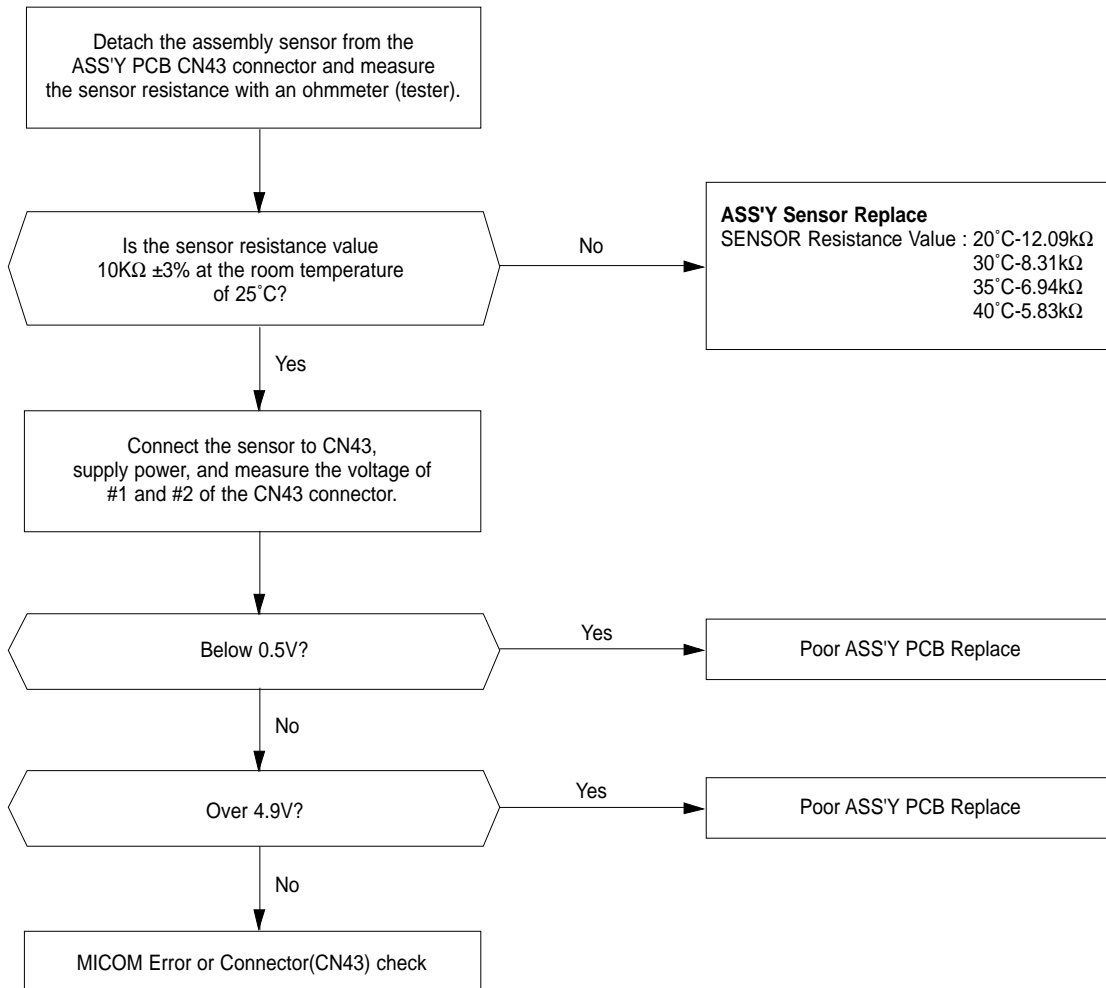 Detach the assembly sensor from the
ASS'Y PCB CN43 connector and measure
the sensor resistance with an ohmmeter (tester).
Is the sensor resistance value
10KΩ ±3% at the room temperature
of 25˚C?
No
ASS'Y Sensor Replace
SENSOR Resistance Value : 20˚C-12.09kΩ
30˚C-8.31kΩ
35˚C-6.94kΩ
40˚C-5.83kΩ
Yes
Connect the sensor to CN43,
supply power, and measure the voltage of
#1 and #2 of the CN43 connector.
Below 0.5V?
Yes
Poor ASS'Y PCB Replace
No
Over 4.9V?
Yes
Poor ASS'Y PCB Replace
No
MICOM Error or Connector(CN43) check